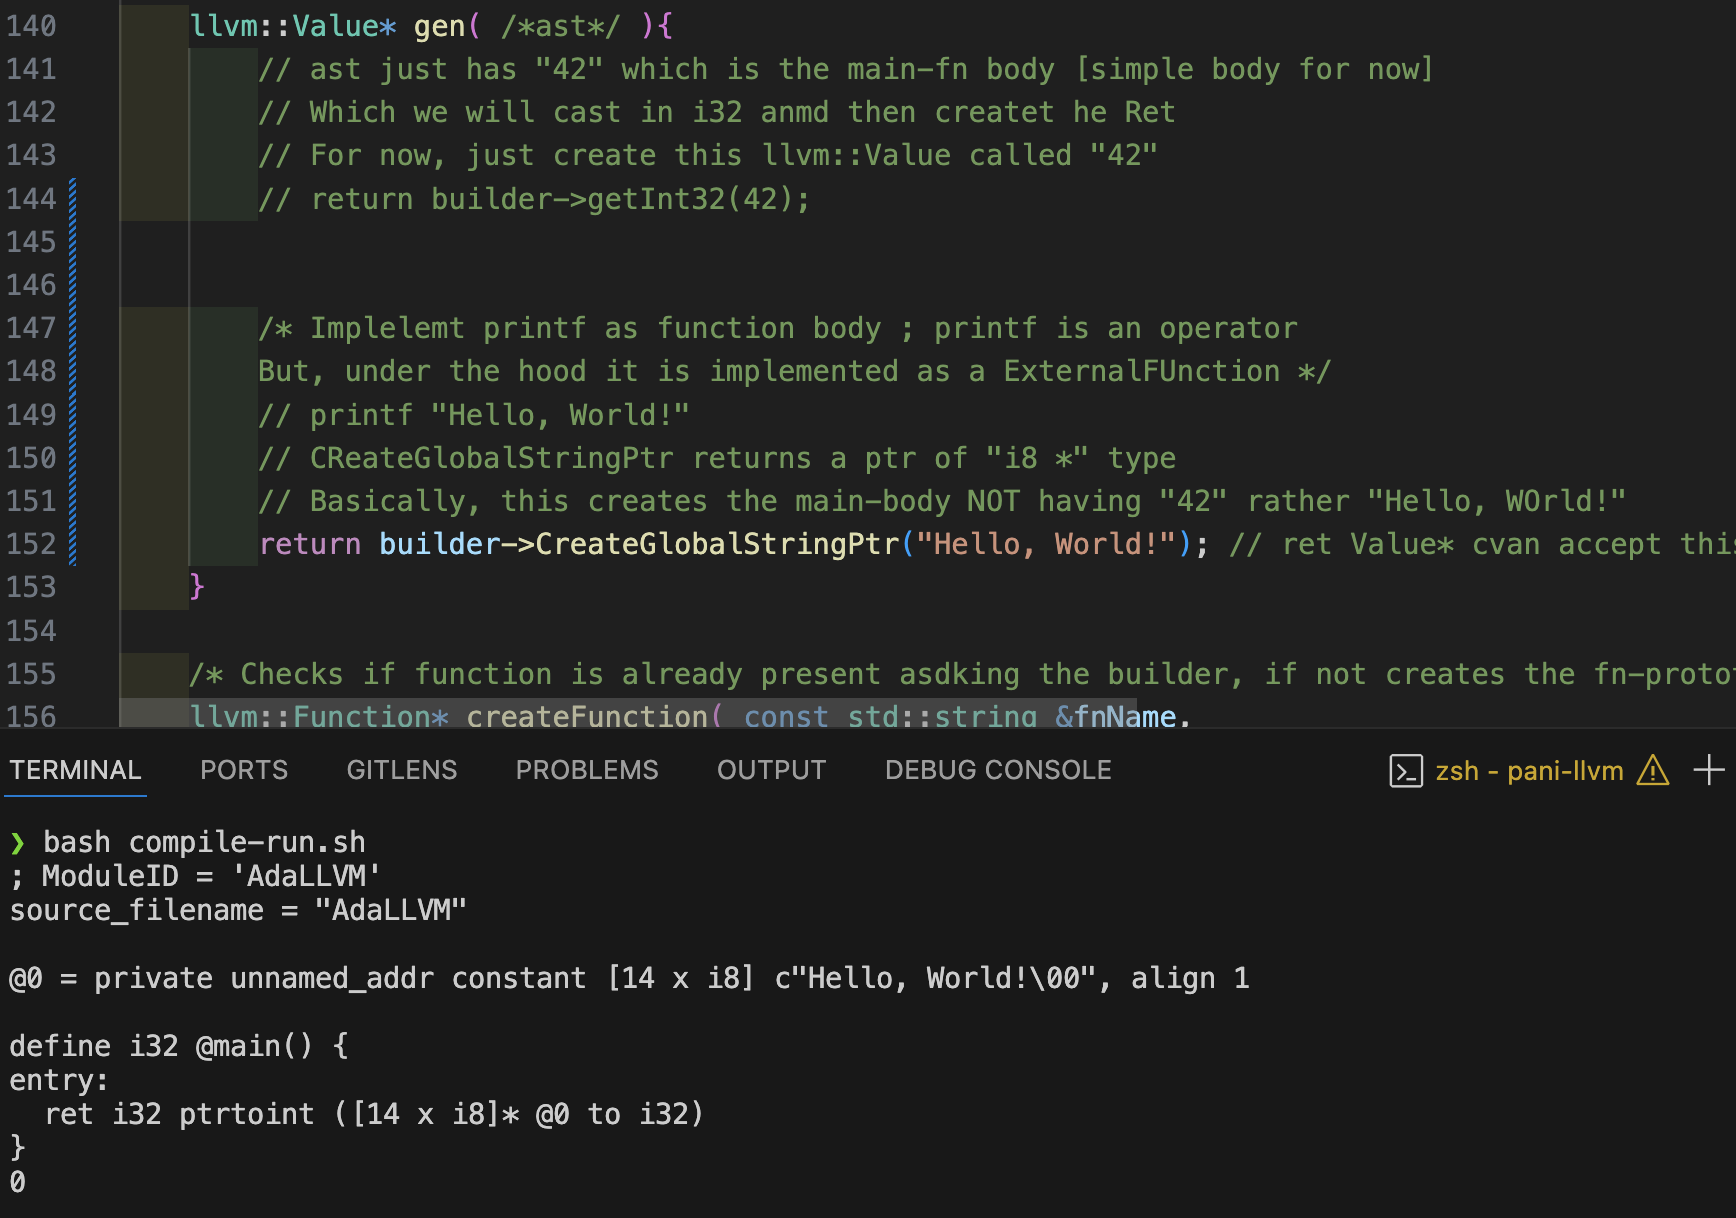 140 llvm::Value* gen( /*ast*/ ){
141 // ast just has "42" which is the main-fn body [simple body for now]
142 // Which we will cast in i32 anmd then createt he Ret
143 // For now, just create this llvm::Value called "42"
144 // return builder->getInt32(42);
145
146
147 /* Implelemt printf as function body ; printf is an operator
148 But, under the hood it is implemented as a ExternalFUnction */
149 // printf "Hello, World!"
150 // CReateGlobalStringPtr returns a ptr of "i8 *" type
151 // Basically, this creates the main-body NOT having "42" rather "Hello, WOrld!"
152 return builder->CreateGlobalStringPtr("Hello, World!"); // ret Value* cvan accept this
153 }
154
155 /* Checks if function is already present asdking the builder, if not creates the fn-proto
156 llvm::Function* createFunction( const std::string &fnName,
TERMINAL PORTS GITLENS PROBLEMS OUTPUT DEBUG CONSOLE zsh - pani-llvm
❯ bash compile-run.sh
; ModuleID = 'AdaLLVM'
source_filename = "AdaLLVM"
@0 = private unnamed_addr constant [14 x i8] c"Hello, World!\00", align 1
define i32 @main() {
entry:
ret i32 ptrtoint ([14 x i8]* @0 to i32)
}
0